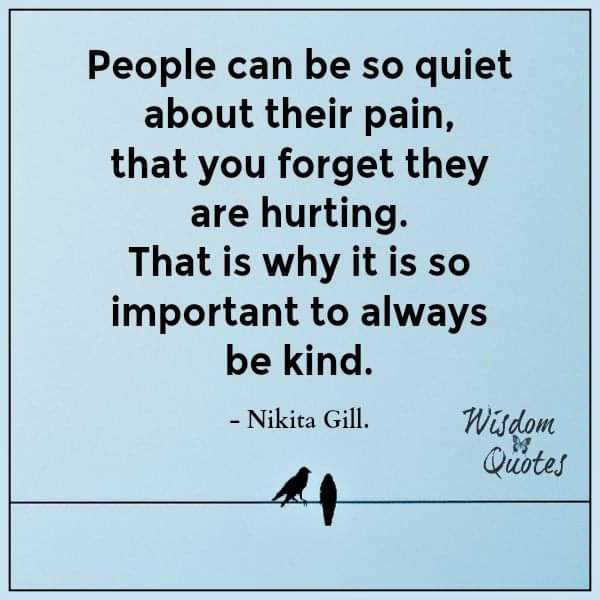 People can be so quiet
about their pain,
that you forget they
are hurting.
That is why it is so
important to always
be kind.
- Nikita Gill.
Wisdom
Quotes